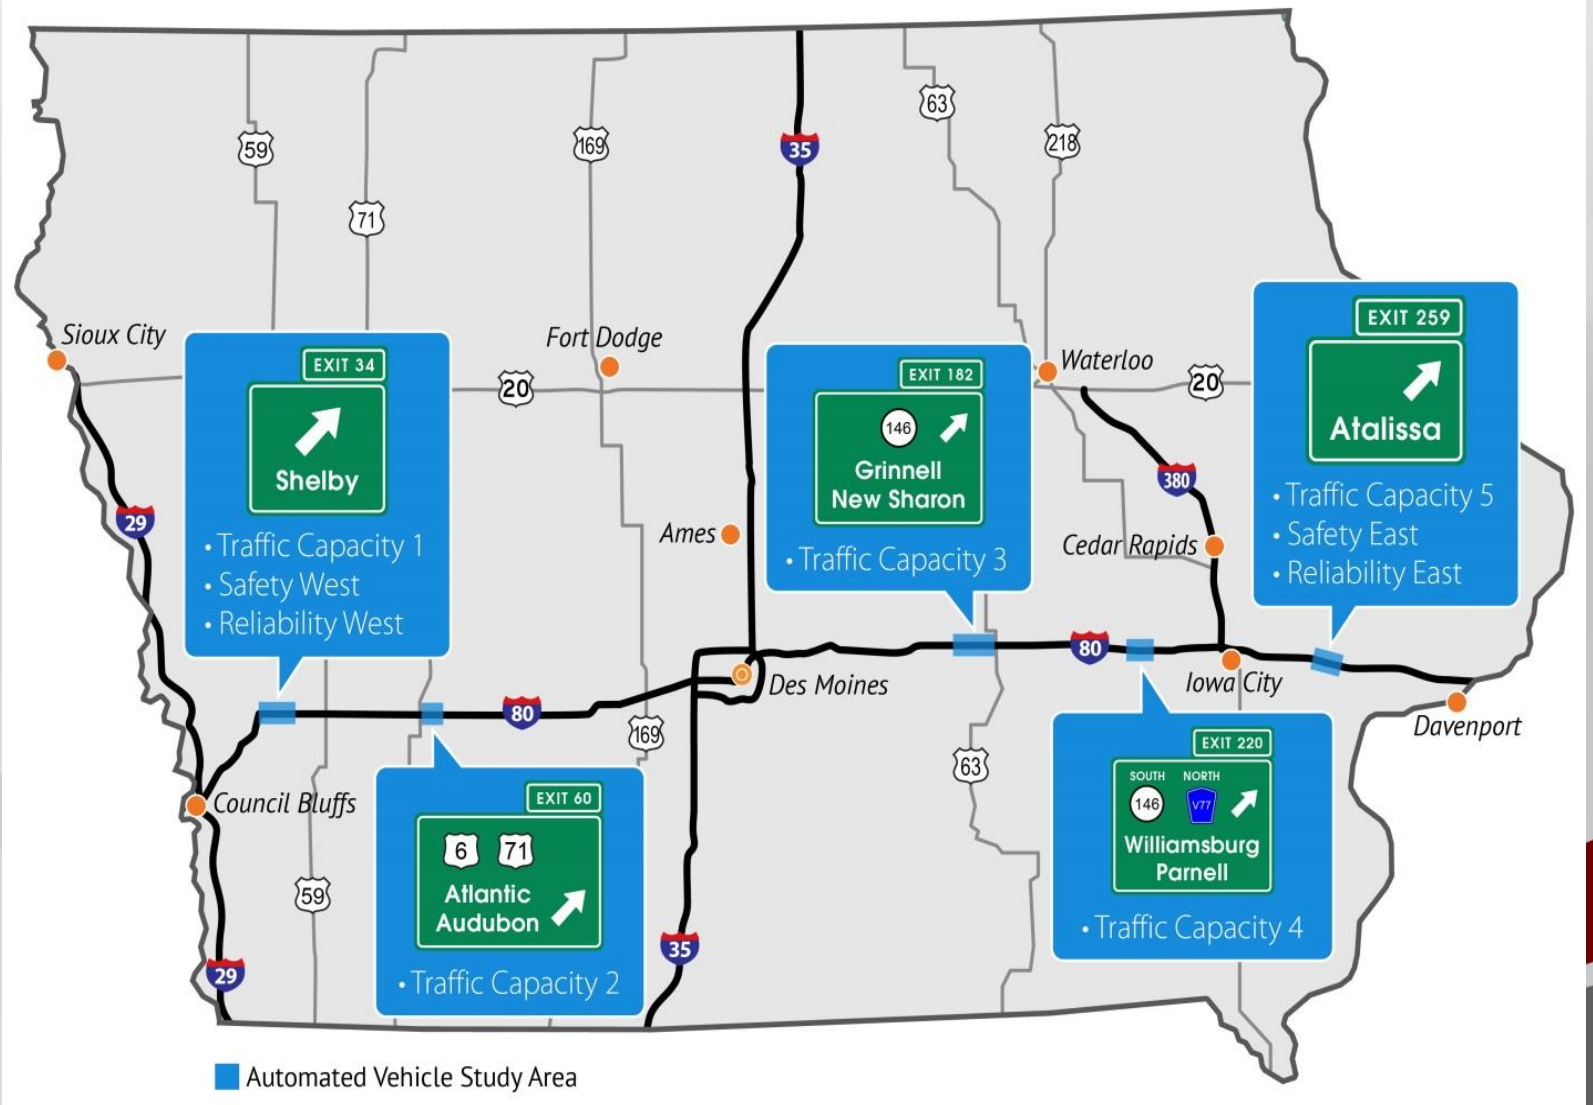 63
59
169
35
218
71
Sioux City
Fort Dodge
20
Waterloo
20
29
Ames
380
Cedar Rapids
EXIT 34
Shelby
• Traffic Capacity 1
• Safety West
• Reliability West
EXIT 182
146
Grinnell
New Sharon
• Traffic Capacity 3
EXIT 259
Atalissa
• Traffic Capacity 5
• Safety East
• Reliability East
80
Des Moines
Iowa City
80
169
Davenport
63
Council Bluffs
59
EXIT 60
6 71
Atlantic
Audubon
• Traffic Capacity 2
EXIT 220
SOUTH NORTH
146 V77
Williamsburg
Parnell
• Traffic Capacity 4
35
29
Automated Vehicle Study Area